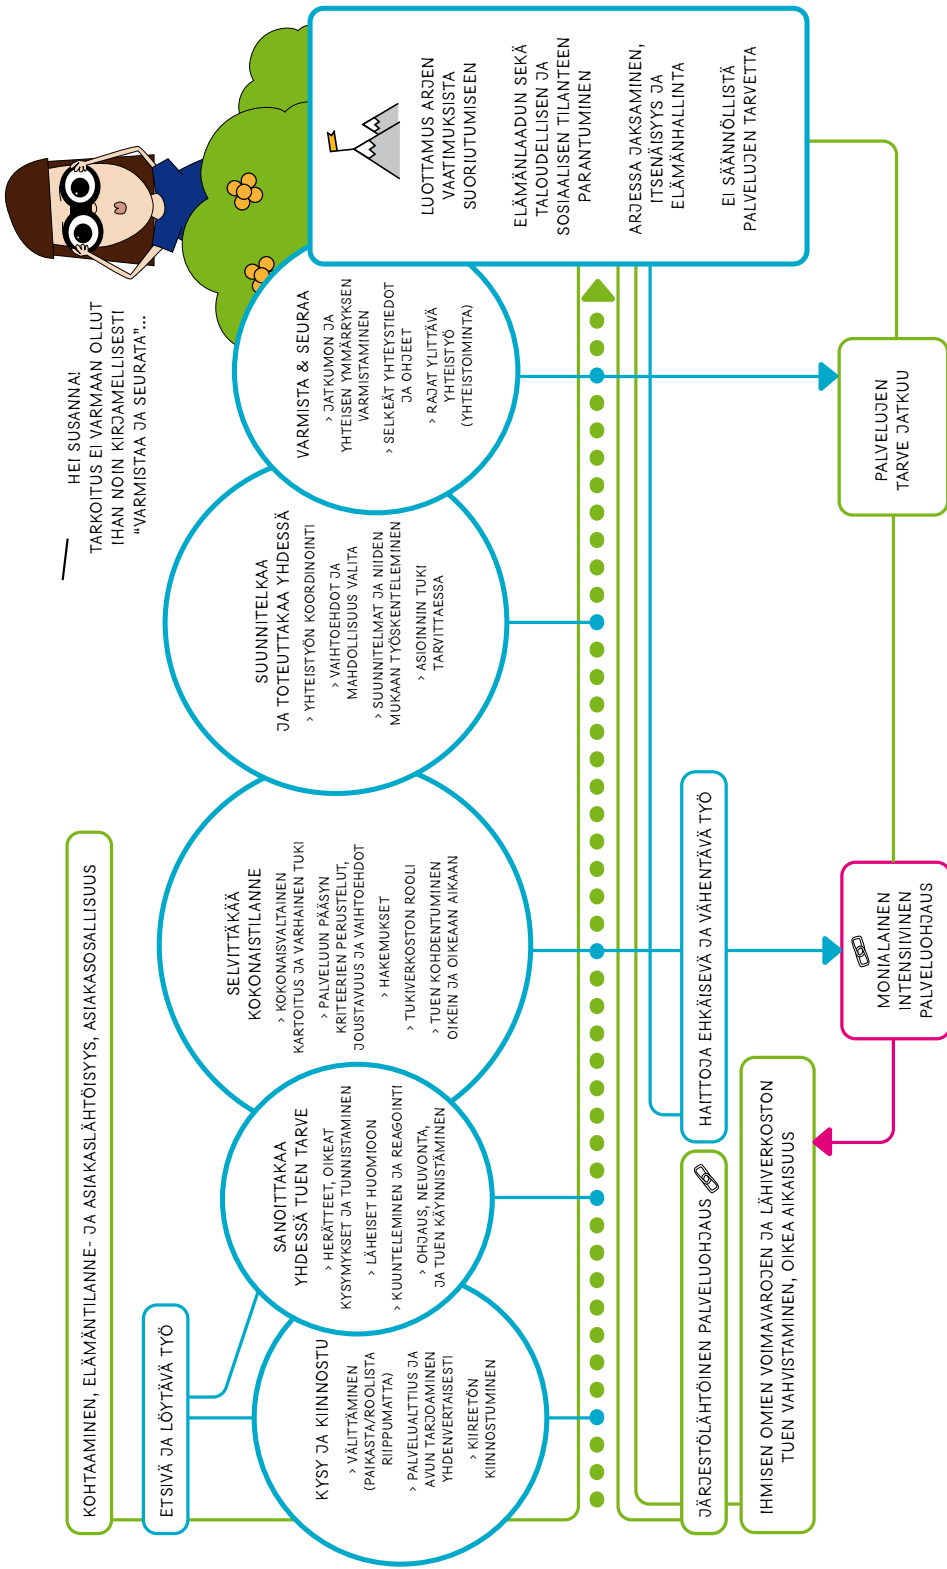 KOHTAAMINEN, ELÄMÄNTILANNE- JA ASIAKASLÄHTÖISYYS, ASIAKASOSALLISUUS
ETSIVÄ JA LÖYTÄVÄ TYÖ
HEI SUSANNA!
TARKOITUS EI VARMAAN OLLUT
IHAN NOIN KIRJAMELLISESTI
“VARMISTAA JA SEURATA”...
KYSY JA KIINNOSTU
> VÄLITTÄMINEN
(PAIKASTA/ROOLISTA
RIIPPUMATTA)
> PALVELUALTTIUS JA
AVUN TARJOAMINEN
YHDENVERTAISESTI
> KIIREETÖN
KIINNOSTUMINEN
SANOITTAKAA
YHDESSÄ TUEN TARVE
> HERÄTTEET, OIKEAT
KYSYMYKSET JA TUNNISTAMINEN
> LÄHEISET HUOMIOON
> KUUNTELEMINEN JA REAGOINTI
> OHJAUS, NEUVONTA,
JA TUEN KÄYNNISTÄMINEN
SELVITTÄKÄÄ
KOKONAISTILANNE
> KOKONAISVALTAINEN
KARTOITUS JA VARHAINEN TUKI
> PALVELUUN PÄÄSYN
KRITEERIEN PERUSTELUT,
JOUSTAVUUS JA VAIHTOEHDOT
> HAKEMUKSET
> TUKIVERKOSTON ROOLI
> TUEN KOHDENTUMINEN
OIKEIN JA OIKEAAN AIKAAN
SUUNNITELKAA
JA TOTEUTTAKAA YHDESSÄ
> YHTEISTYÖN KOORDINOINTI
> VAIHTOEHDOT JA
MAHDOLLISUUS VALITA
> SUUNNITELMAT JA NIIDEN
MUKAAN TYÖSKENTELEMINEN
> ASIOINNIN TUKI
TARVITTAESSA
VARMISTA & SEURAA
> JATKUMON JA
YHTEISEN YMMÄRRYKSEN
VARMISTAMINEN
> SELKEÄT YHTEYSTIEDOT
JA OHJEET
> RAJAT YLITTÄVÄ
YHTEISTYÖ
(YHTEISTOIMINTA)
LUOTTAMUS ARJEN
VAATIMUKSISTA
SUORIUTUMISEEN
ELÄMÄNLAADUN SEKÄ
TALOUDELLISEN JA
SOSIAALISEN TILANTEEN
PARANTUMINEN
ARJESSA JAKSAMINEN,
ITSENÄISYYS JA
ELÄMÄNHALLINTA
EI SÄÄNNÖLLISTÄ
PALVELUJEN TARVETTA
JÄRJESTÖLÄHTÖINEN PALVELUOHJAUS
HAITTOJA EHKÄISEVÄ JA VÄHENTÄVÄ TYÖ
IHMISEN OMIEN VOIMAVAROJEN JA LÄHIVERKOSTON
TUEN VAHVISTAMINEN, OIKEA AIKAISUUS
MONIALAINEN
INTENSIIVINEN
PALVELUOHJAUS
PALVELUJEN
TARVE JATKUU